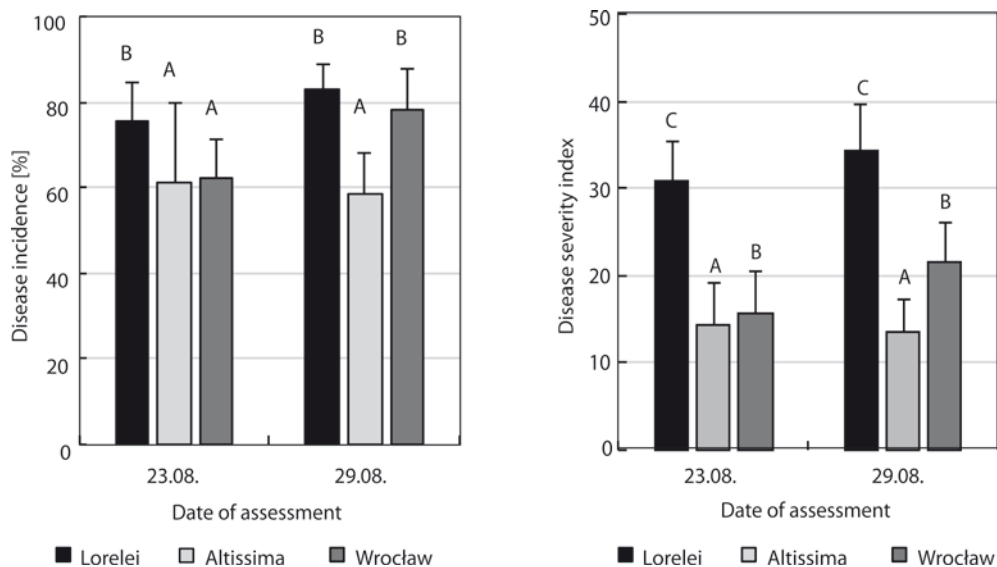 Disease incidence [%]
100
80
60
40
20
0
B
A
A
B
A
B
23.08.
29.08.
Date of assessment
Lorelei
Altissima
Wrocław
Disease severity index
50
40
30
20
10
0
C
A
B
C
A
B
23.08.
29.08.
Date of assessment
Lorelei
Altissima
Wrocław